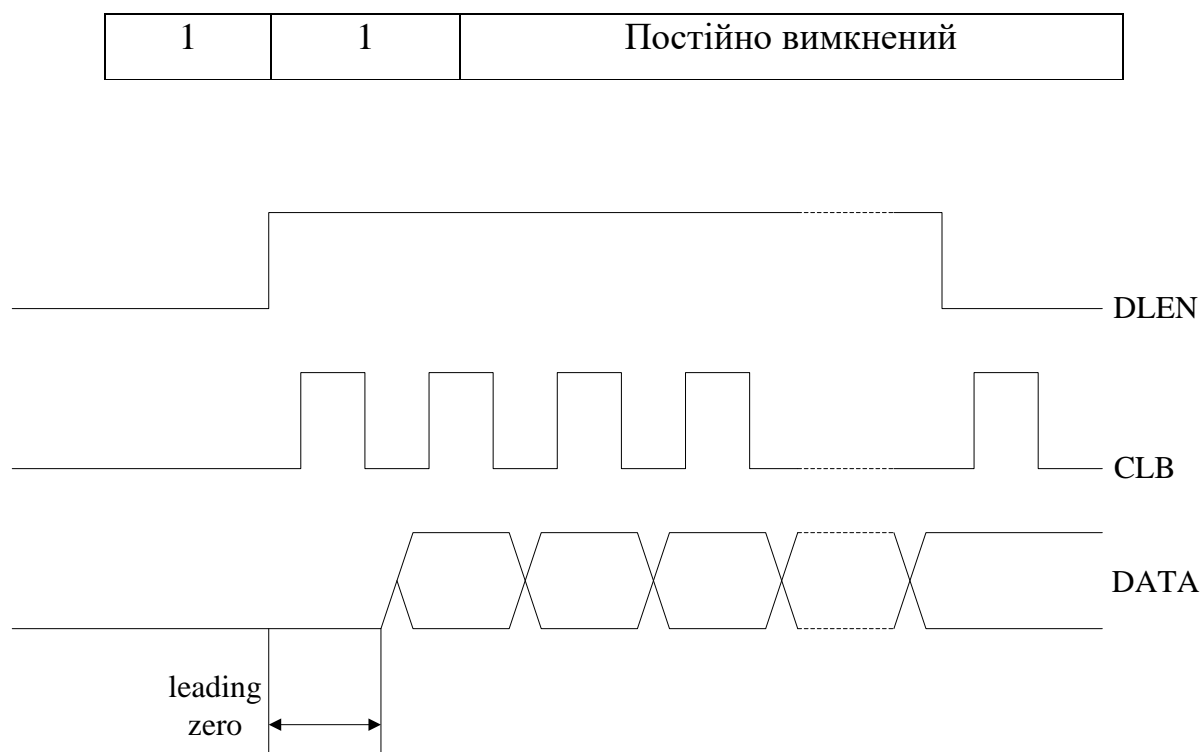 1 1 Постійно вимкнений
DLEN
CLB
DATA
leading
zero